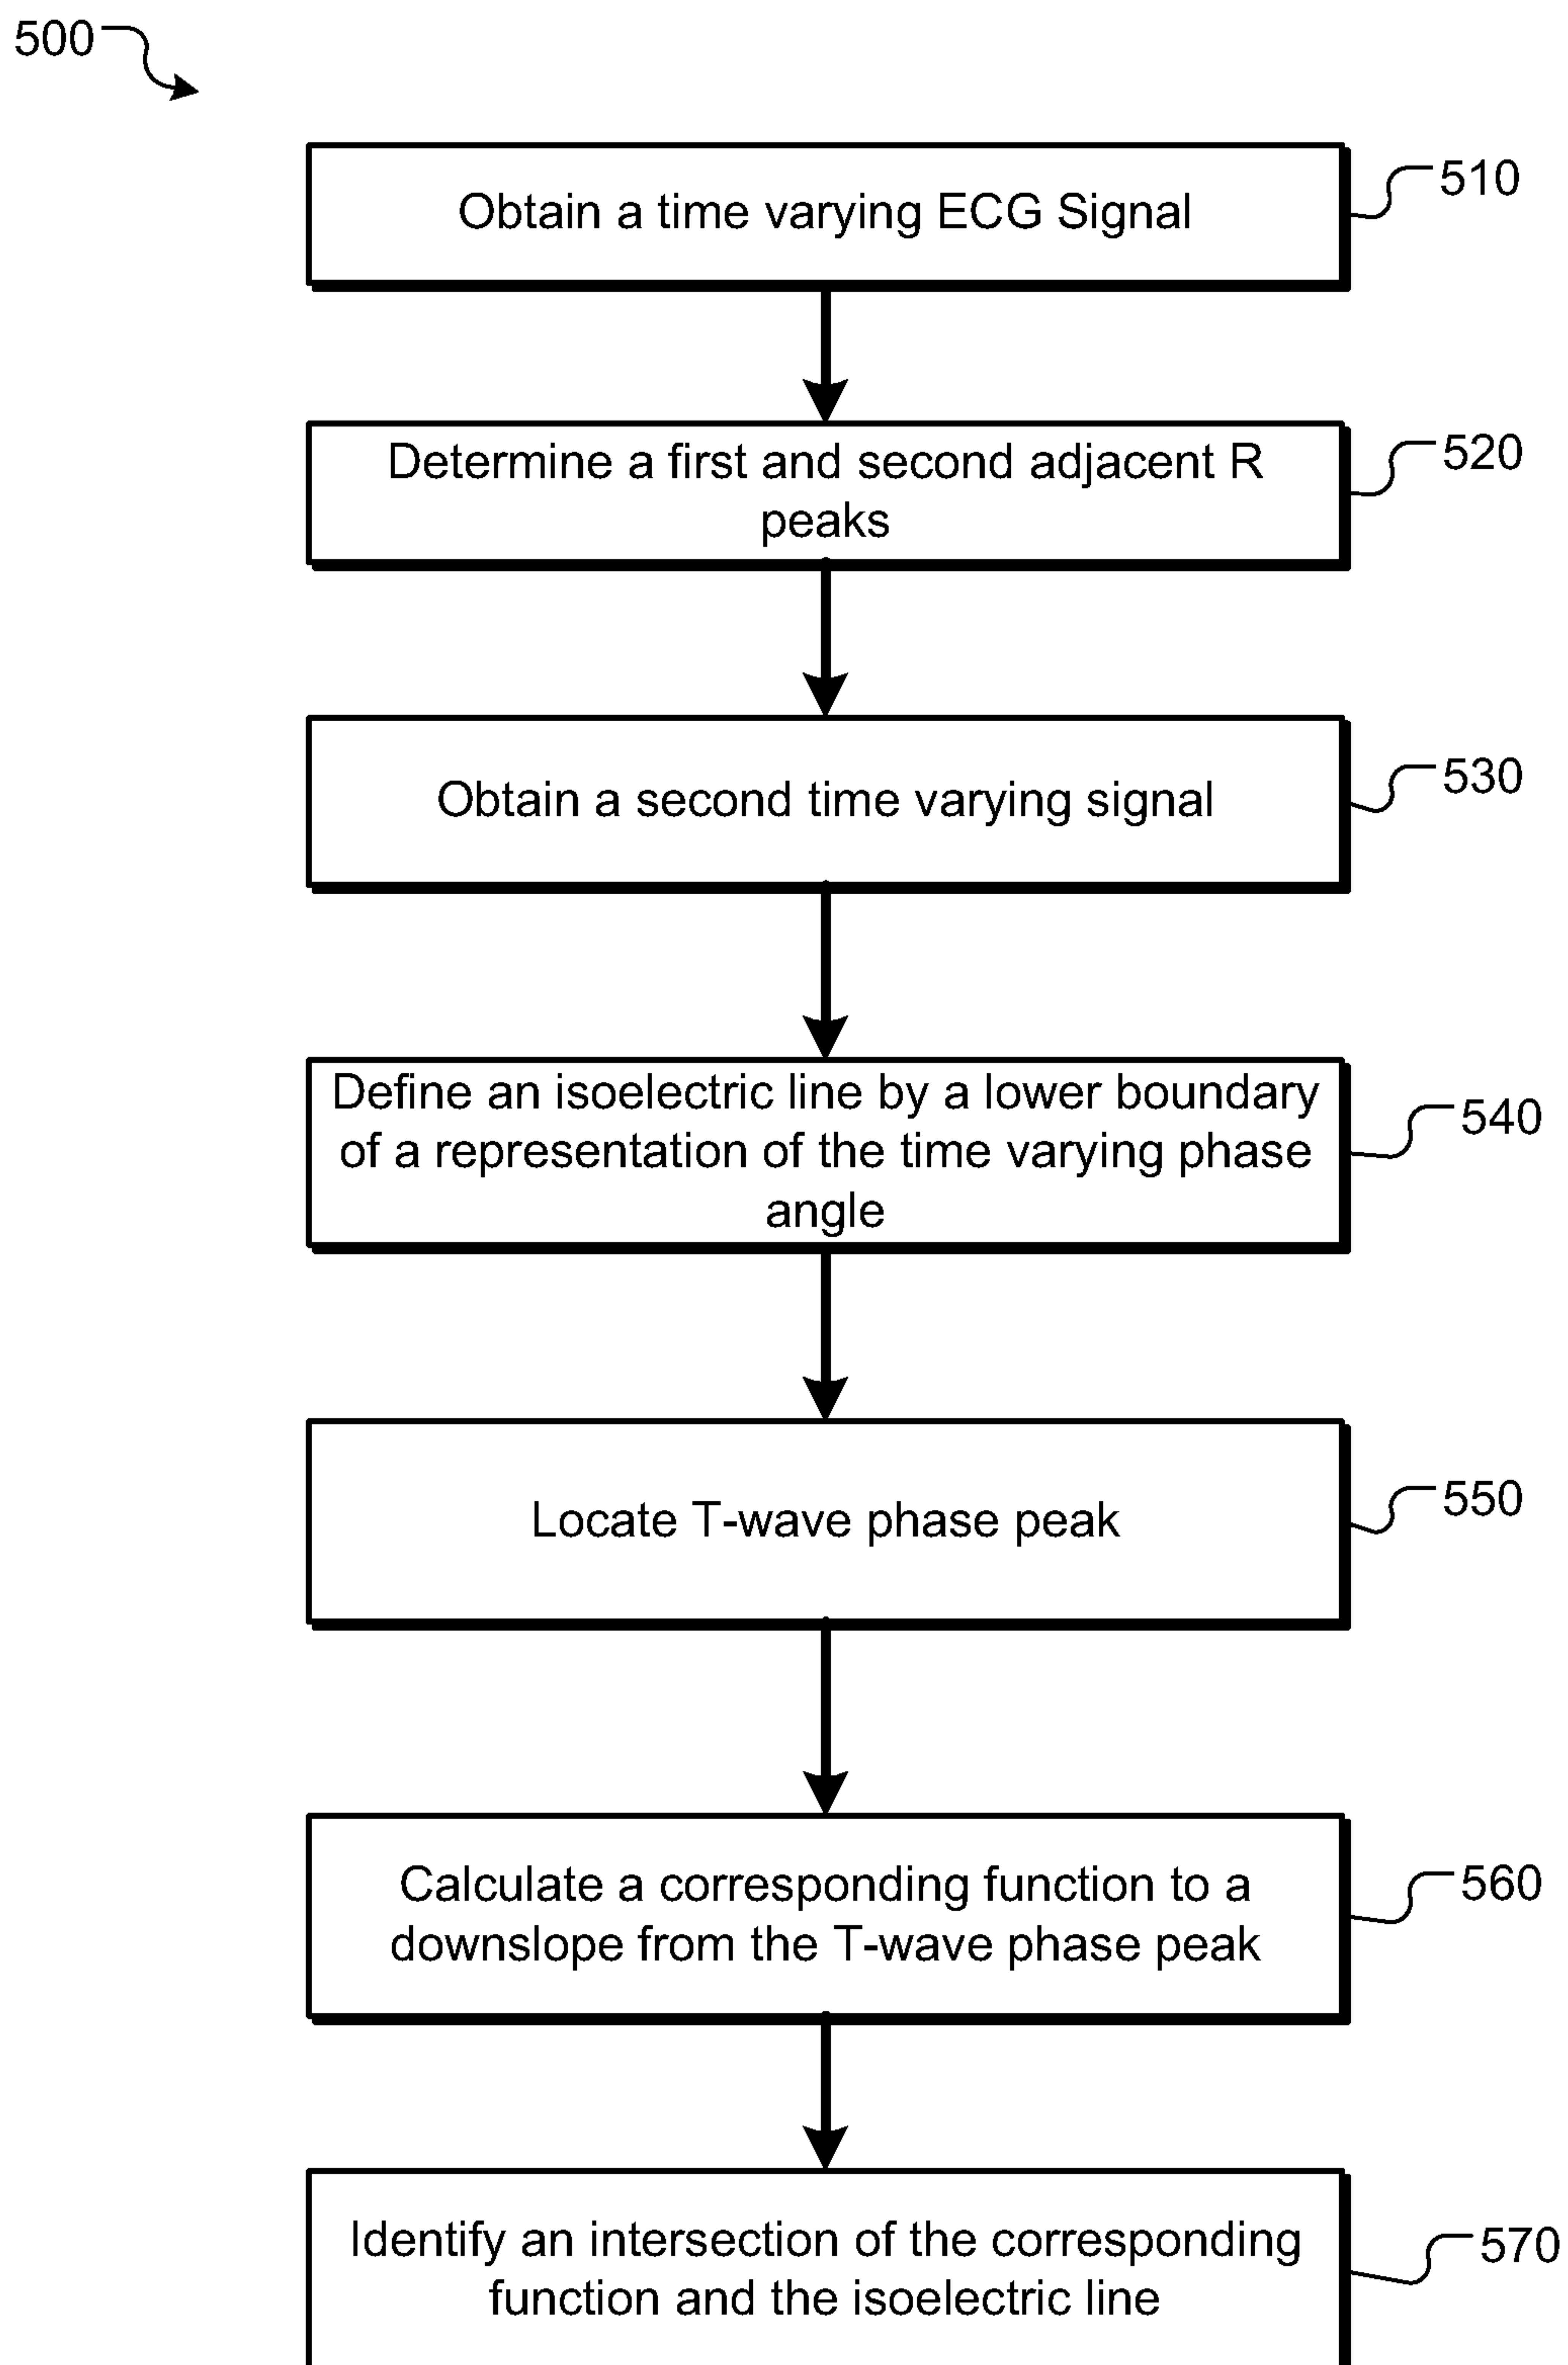 500
Obtain a time varying ECG Signal
510
Determine a first and second adjacent R
peaks
520
Obtain a second time varying signal
530
Define an isoelectric line by a lower boundary
of a representation of the time varying phase
angle
540
Locate T-wave phase peak
550
Calculate a corresponding function to a
downslope from the T-wave phase peak
560
Identify an intersection of the corresponding
function and the isoelectric line
570